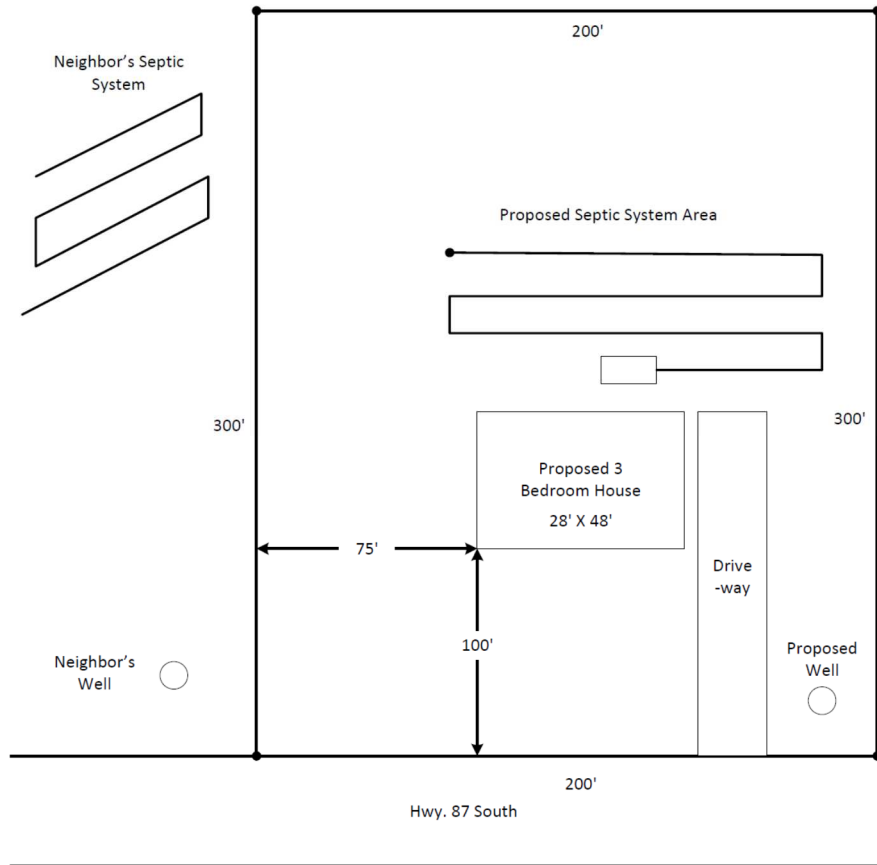 200'
Neighbor’s Septic
System
Proposed Septic System Area
300'
300'
Proposed 3
Bedroom House
28' X 48'
75'
Drive
-way
100'
Neighbor’s
Well
Proposed
Well
200'
Hwy. 87 South